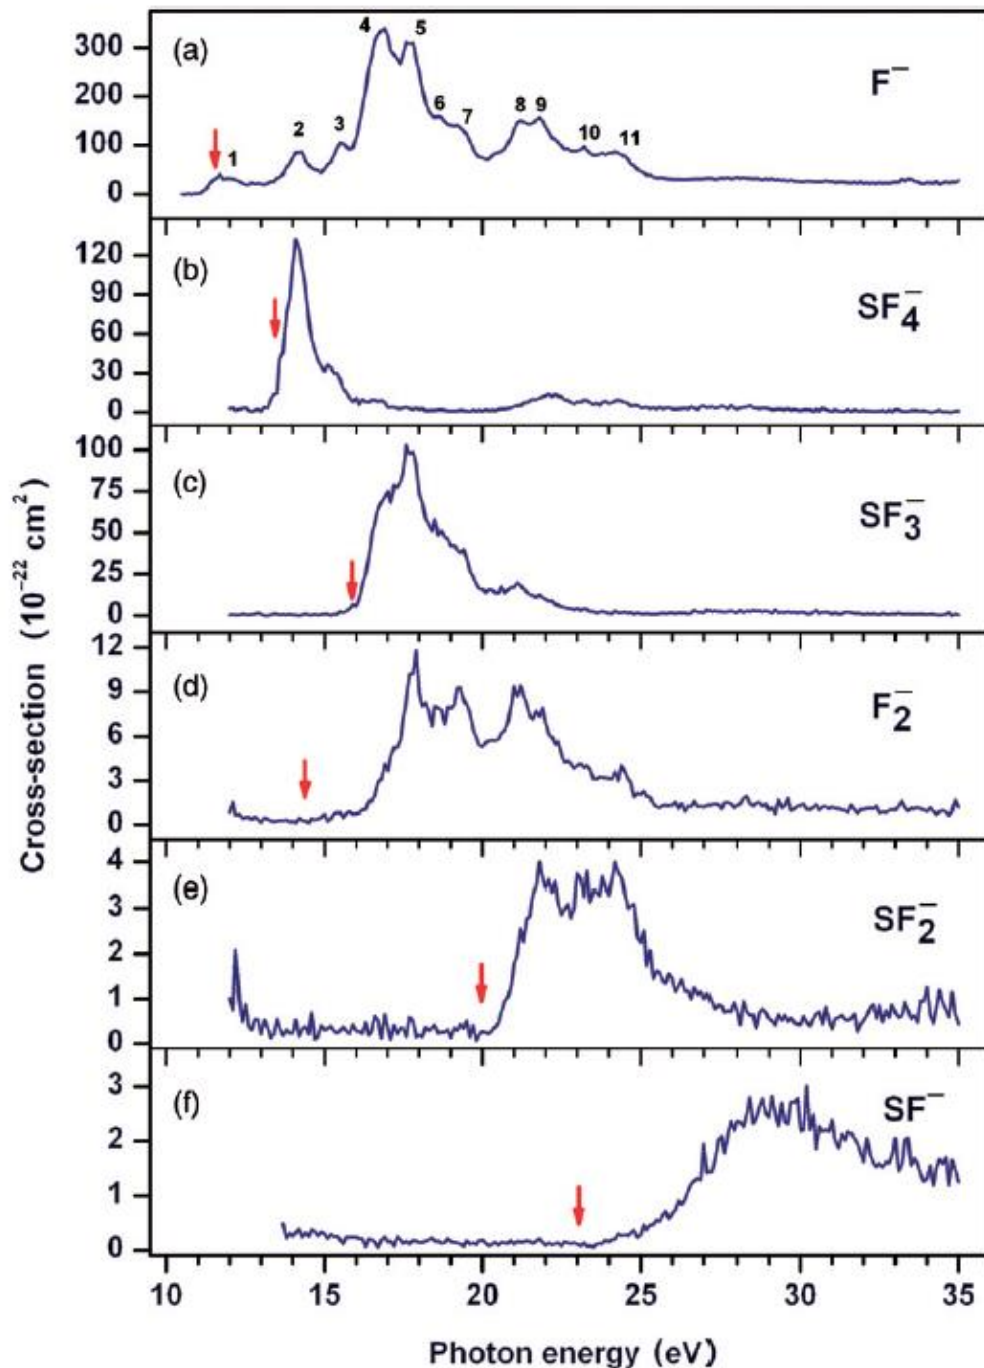 (a)
F⁻
300
200
100
0
1
2
3
4
5
6
7
8
9
10
11
(b)
SF₄⁻
120
90
60
30
0
(c)
SF₃⁻
100
75
50
25
0
(d)
F₂⁻
12
9
6
3
0
(e)
SF₂⁻
4
3
2
1
0
(f)
SF⁻
3
2
1
0
10 15 20 25 30 35
Photon energy (eV)
Cross-section (10⁻²² cm²)